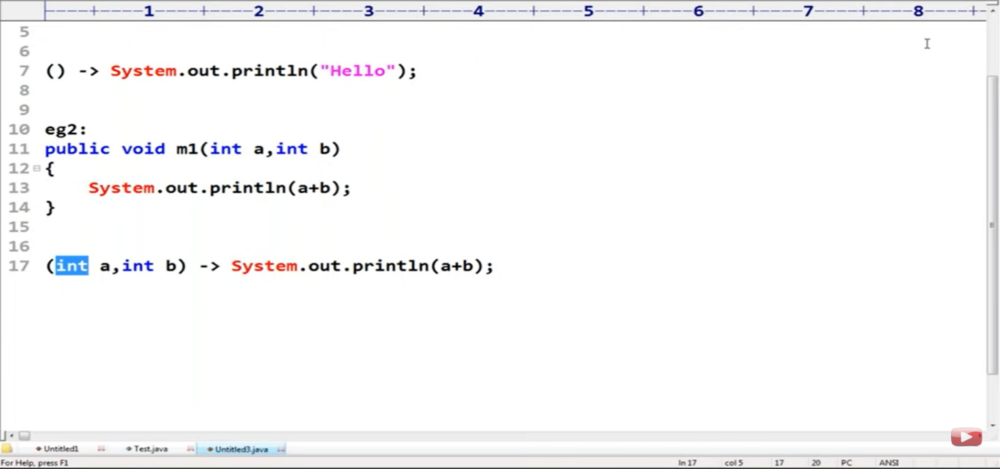 1 2 3 4 5 6 7 8
5
6
7 () -> System.out.println("Hello");
8
9
10 eg2:
11 public void m1(int a,int b)
12 {
13 System.out.println(a+b);
14 }
15
16
17 (int a,int b) -> System.out.println(a+b);
Untitled1 Test.java Untitled3.java
For Help, press F1 ln 17 col 5 17 20 PC ANSI